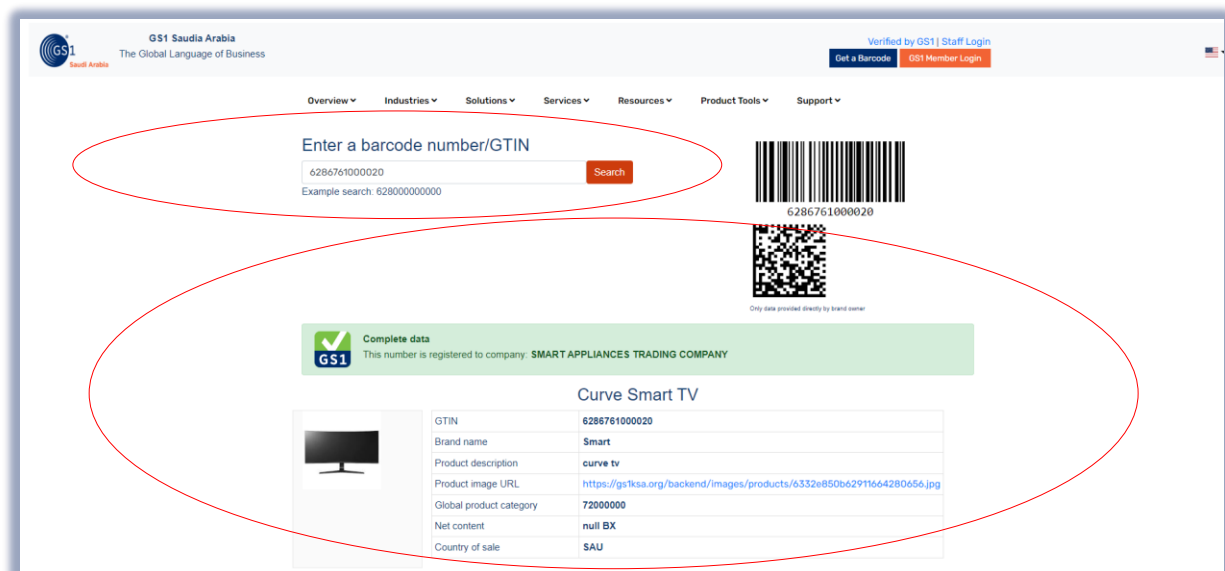 GS1 Saudi Arabia
The Global Language of Business
GS1
Saudi Arabia
Verified by GS1 | Staff Login
Get a Barcode
GS1 Member Login
Overview
Industries
Solutions
Services
Resources
Product Tools
Support
Enter a barcode number/GTIN
6286761000020
Search
Example search: 628000000000
6286761000020
Only data provided directly by brand owner
GS1
Complete data
This number is registered to company: SMART APPLIANCES TRADING COMPANY
Curve Smart TV
GTIN 6286761000020
Brand name Smart
Product description curve tv
Product image URL https://gs1ksa.org/backend/images/products/6332e850b62911664280656.jpg
Global product category 72000000
Net content null BX
Country of sale SAU